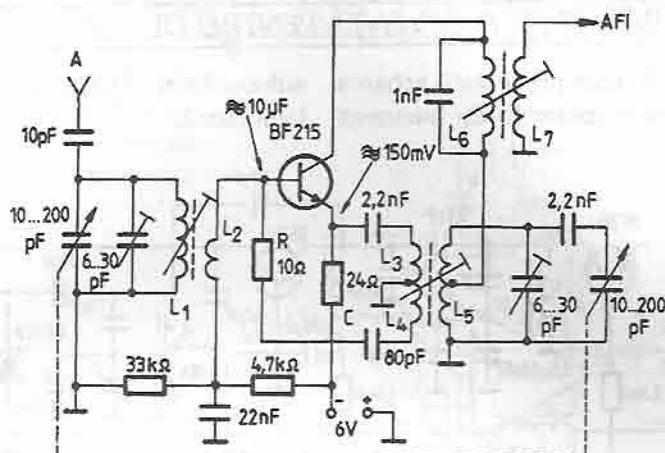 A
AFI
10pF
1nF
≈10µF
BF215
L6
L7
≈150mV
10...200
pF
6...30
pF
L1
L2
R
10Ω
2,2nF
24Ω
C
L3
L4
L5
2,2nF
6...30
pF
10...200
pF
80pF
33kΩ
4,7kΩ
22nF
-
+
6V